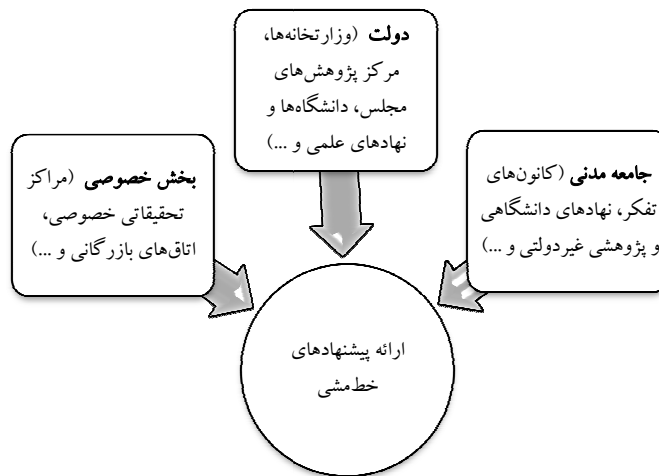 دولت (وزارتخانه‌ها،
مرکز پژوهش‌های
مجلس، دانشگاه‌ها و
نهادهای علمی و ...)
جامعه مدنی (کانون‌های
تفکر، نهادهای دانشگاهی
و پژوهشی غیردولتی و ...)
بخش خصوصی (مراکز
تحقیقاتی خصوصی،
اتاق‌های بازرگانی و ...)
ارائه پیشنهادهای
خط‌مشی